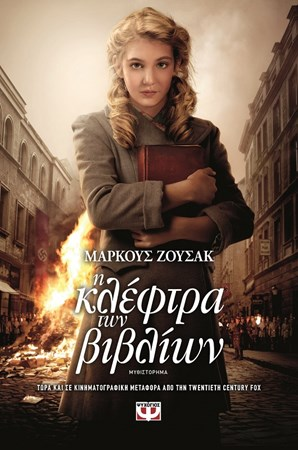 ΜΑΡΚΟΥΣ ΖΟΥΣΑΚ
η
κλέφτρα
των
βιβλίων
ΜΥΘΙΣΤΟΡΗΜΑ
ΤΩΡΑ ΚΑΙ ΣΕ ΚΙΝΗΜΑΤΟΓΡΑΦΙΚΗ ΜΕΤΑΦΟΡΑ ΑΠΟ ΤΗΝ TWENTIETH CENTURY FOX
ΨΥΧΟΓΙΟΣ